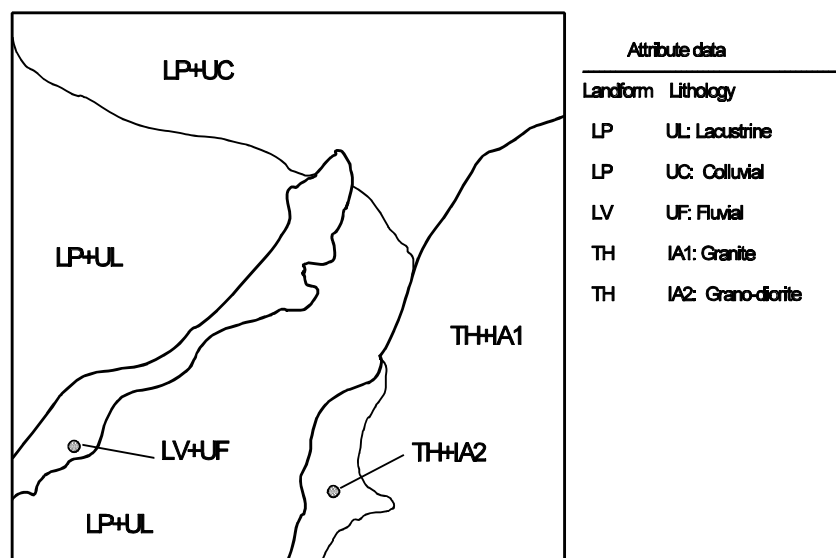 LP+UC
LP+UL
TH+IA1
LV+UF
TH+IA2
LP+UL
Attribute data
Landform Lithology
LP UL: Lacustrine
LP UC: Colluvial
LV UF: Fluvial
TH IA1: Granite
TH IA2: Grano-diorite